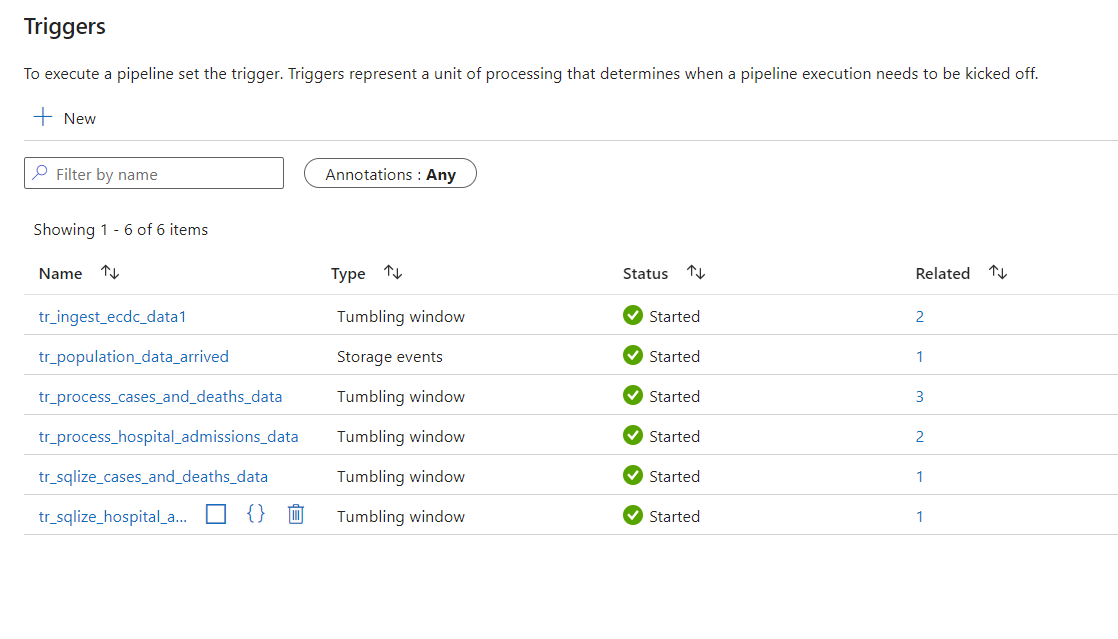 Triggers
To execute a pipeline set the trigger. Triggers represent a unit of processing that determines when a pipeline execution needs to be kicked off.
New
Filter by name
Annotations : Any
Showing 1 - 6 of 6 items
Name Type Status Related
tr_ingest_ecdc_data1 Tumbling window Started 2
tr_population_data_arrived Storage events Started 1
tr_process_cases_and_deaths_data Tumbling window Started 3
tr_process_hospital_admissions_data Tumbling window Started 2
tr_sqlize_cases_and_deaths_data Tumbling window Started 1
tr_sqlize_hospital_a... {} Tumbling window Started 1